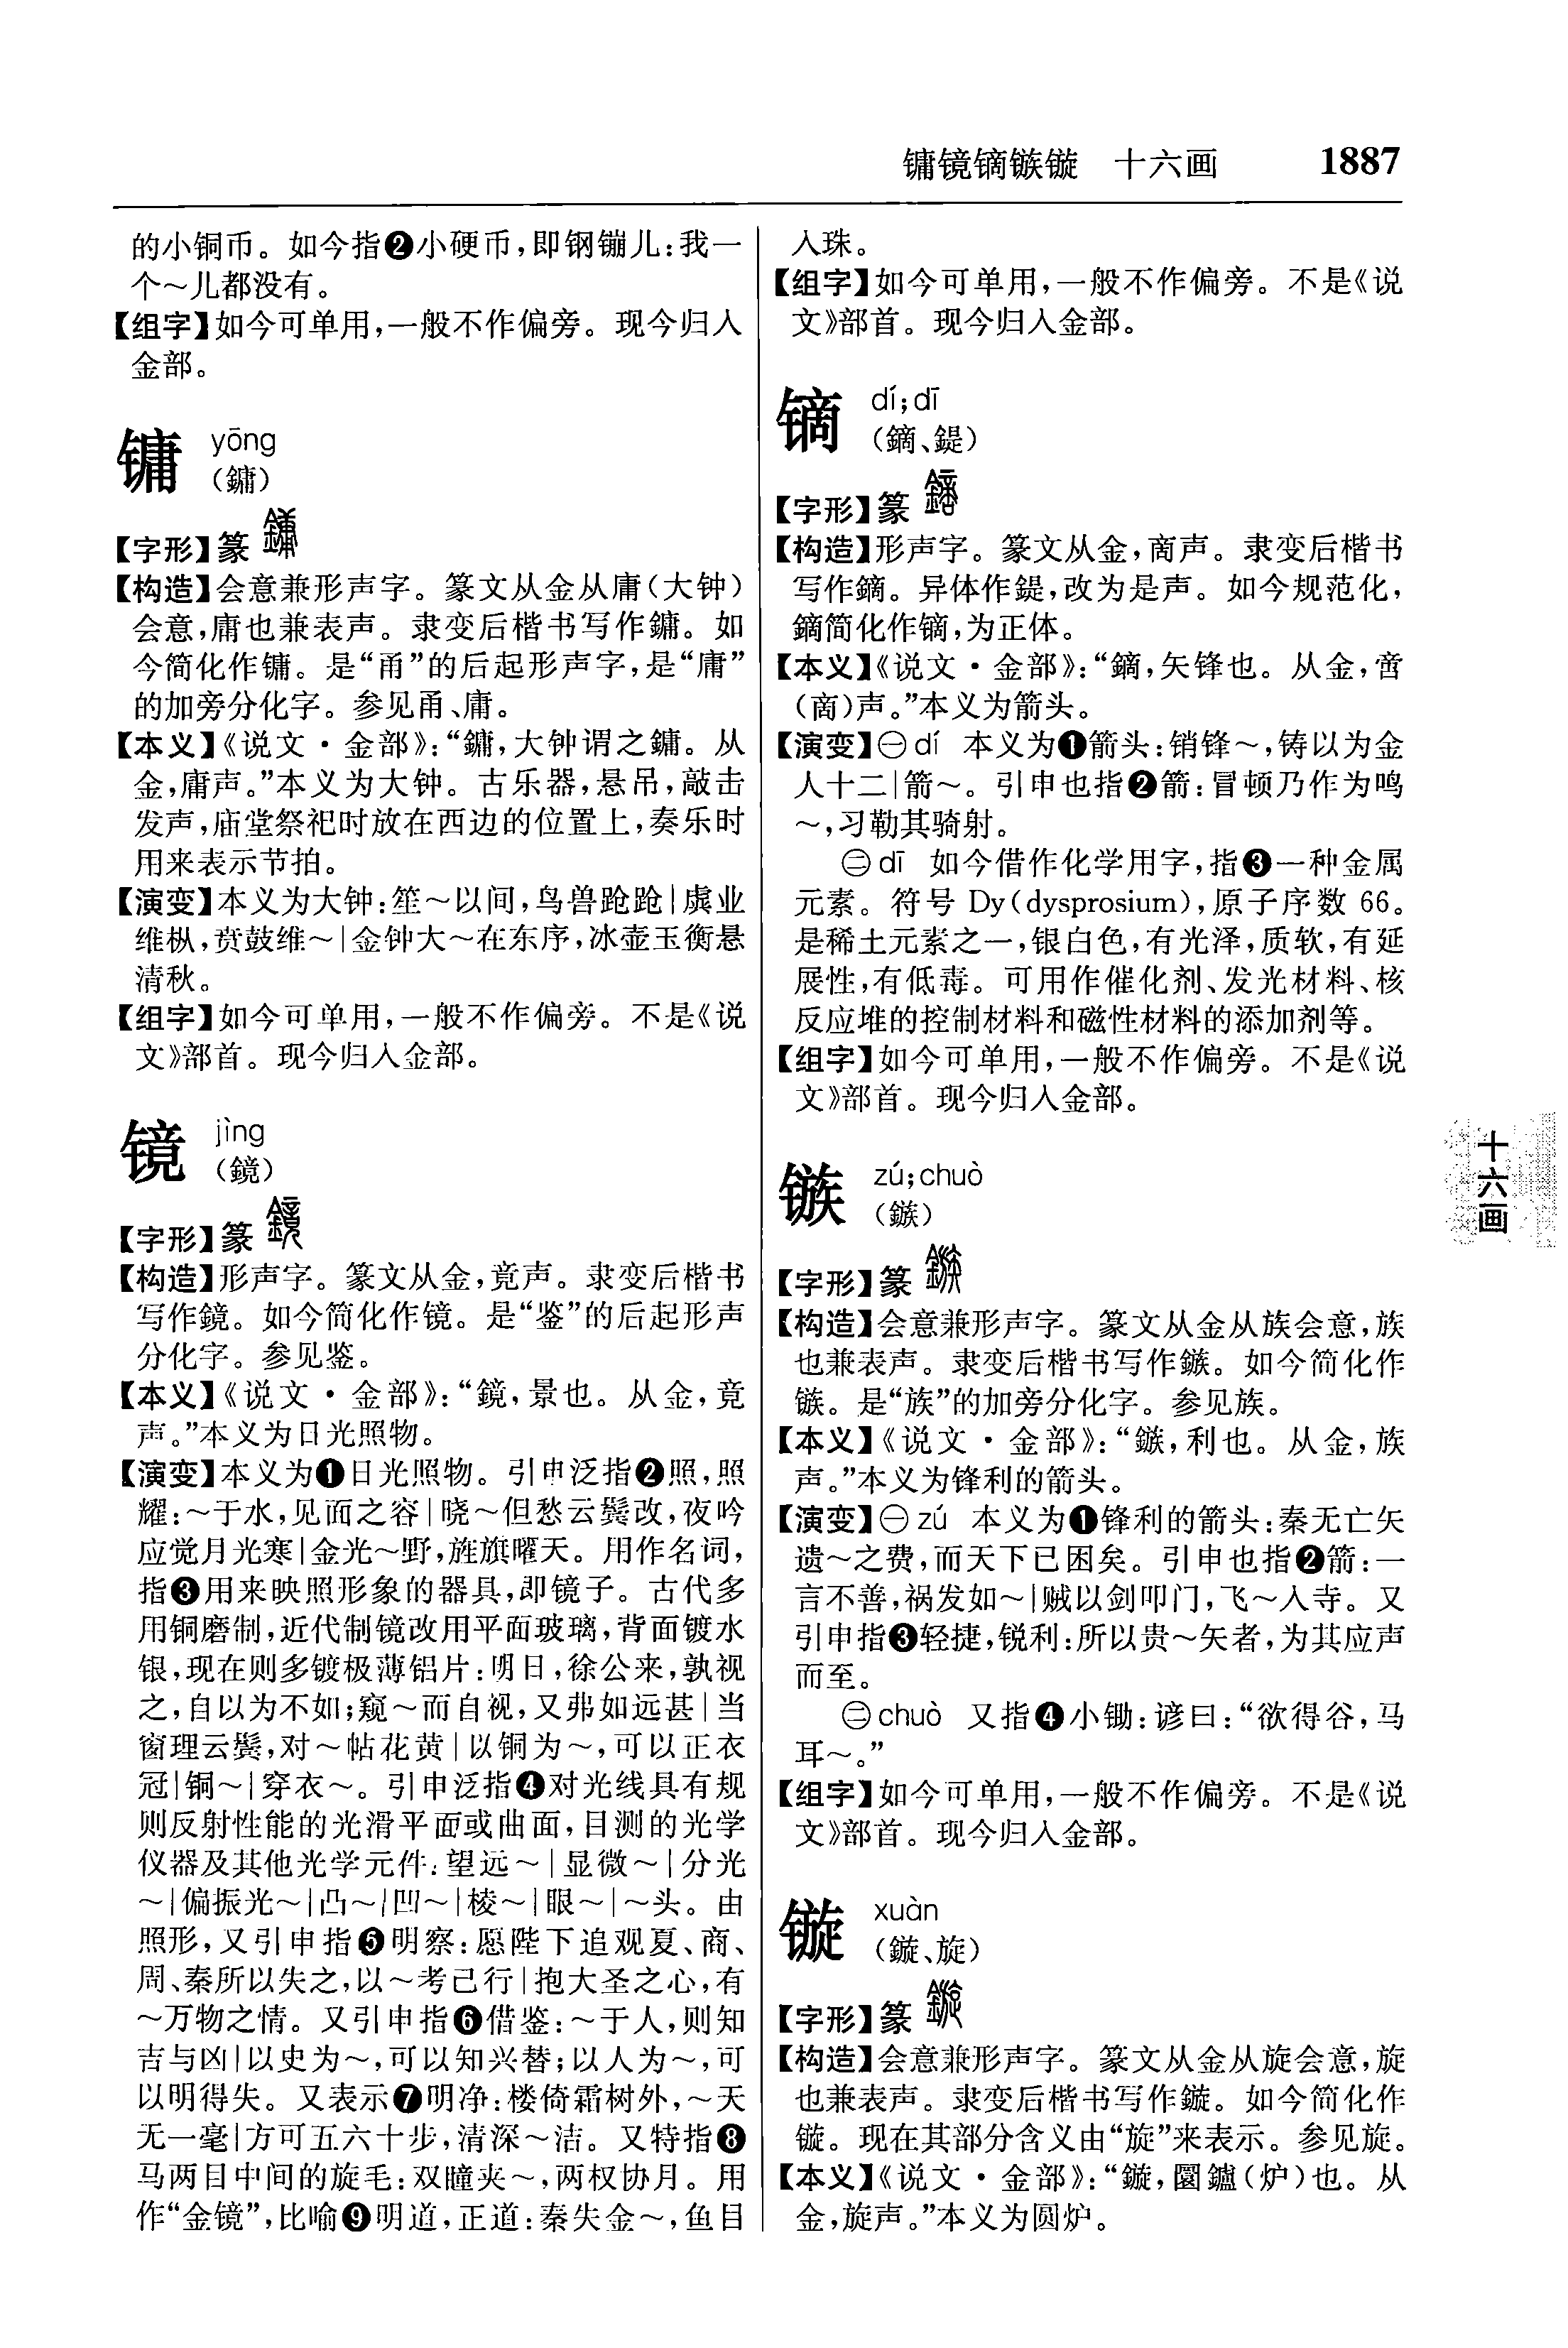 镛镜镝镞镟 十六画 1887
的小铜币。如今指❷小硬币,即钢镚儿:我一
个～儿都没有。
【组字】如今可单用,一般不作偏旁。现今归入
金部。
镛 yōng
(鏞)
【字形】篆
【构造】会意兼形声字。篆文从金从庸(大钟)
会意,庸也兼表声。隶变后楷书写作鏞。如
今简化作镛。是“甬”的后起形声字,是“庸”
的加旁分化字。参见甬、庸。
【本义】《说文·金部》:“鏞,大钟谓之鏞。从
金,庸声。”本义为大钟。古乐器,悬吊,敲击
发声,庙堂祭祀时放在西边的位置上,奏乐时
用来表示节拍。
【演变】本义为大钟:笙～以间,鸟兽跄跄|虡业
维枞,贲鼓维～|金钟大～在东序,冰壶玉衡悬
清秋。
【组字】如今可单用,一般不作偏旁。不是《说
文》部首。现今归入金部。
镜 jìng
(鏡)
【字形】篆
【构造】形声字。篆文从金,竟声。隶变后楷书
写作鏡。如今简化作镜。是“鉴”的后起形声
分化字。参见鉴。
【本义】《说文·金部》:“鏡,景也。从金,竟
声。”本义为日光照物。
【演变】本义为❶日光照物。引申泛指❷照,照
耀:～于水,见面之容|晓～但愁云鬓改,夜吟
应觉月光寒|金光～野,旌旗曜天。用作名词,
指❸用来映照形象的器具,即镜子。古代多
用铜磨制,近代制镜改用平面玻璃,背面镀水
银,现在则多镀极薄铝片:明日,徐公来,孰视
之,自以为不如;窥～而自视,又弗如远甚|当
窗理云鬓,对～帖花黄|以铜为～,可以正衣
冠|铜～|穿衣～。引申泛指❹对光线具有规
则反射性能的光滑平面或曲面,目测的光学
仪器及其他光学元件:望远～|显微～|分光
～|偏振光～|凸～|凹～|棱～|眼～|～头。由
照形,又引申指❺明察:愿陛下追观夏、商、
周、秦所以失之,以～考己行|抱大圣之心,有
～万物之情。又引申指❻借鉴:～于人,则知
吉与凶|以史为～,可以知兴替;以人为～,可
以明得失。又表示❼明净:楼倚霜树外,～天
无一毫|方可五六十步,清深～洁。又特指❽
马两目中间的旋毛:双瞳夹～,两权协月。用
作“金镜”,比喻❾明道,正道:秦失金～,鱼目
入珠。
【组字】如今可单用,一般不作偏旁。不是《说
文》部首。现今归入金部。
镝 dí;dī
(鏑、鍉)
【字形】篆
【构造】形声字。篆文从金,啇声。隶变后楷书
写作鏑。异体作鍉,改为是声。如今规范化,
鏑简化作镝,为正体。
【本义】《说文·金部》:“鏑,矢锋也。从金,啻
(啇)声。”本义为箭头。
【演变】㊀dí 本义为❶箭头:销锋～,铸以为金
人十二|箭～。引申也指❷箭:冒顿乃作为鸣
～,习勒其骑射。
㊁dī 如今借作化学用字,指❸一种金属
元素。符号 Dy(dysprosium),原子序数 66。
是稀土元素之一,银白色,有光泽,质软,有延
展性,有低毒。可用作催化剂、发光材料、核
反应堆的控制材料和磁性材料的添加剂等。
【组字】如今可单用,一般不作偏旁。不是《说
文》部首。现今归入金部。
镞 zú;chuò
(鏃)
【字形】篆
【构造】会意兼形声字。篆文从金从族会意,族
也兼表声。隶变后楷书写作鏃。如今简化作
镞。是“族”的加旁分化字。参见族。
【本义】《说文·金部》:“鏃,利也。从金,族
声。”本义为锋利的箭头。
【演变】㊀zú 本义为❶锋利的箭头:秦无亡矢
遗～之费,而天下已困矣。引申也指❷箭:一
言不善,祸发如～|贼以剑叩门,飞～入寺。又
引申指❸轻捷,锐利:所以贵～矢者,为其应声
而至。
㊁chuò 又指❹小锄:谚曰:“欲得谷,马
耳～。”
【组字】如今可单用,一般不作偏旁。不是《说
文》部首。现今归入金部。
镟 xuàn
(鏇、旋)
【字形】篆
【构造】会意兼形声字。篆文从金从旋会意,旋
也兼表声。隶变后楷书写作鏇。如今简化作
镟。现在其部分含义由“旋”来表示。参见旋。
【本义】《说文·金部》:“鏇,圜鑪(炉)也。从
金,旋声。”本义为圆炉。
十六画